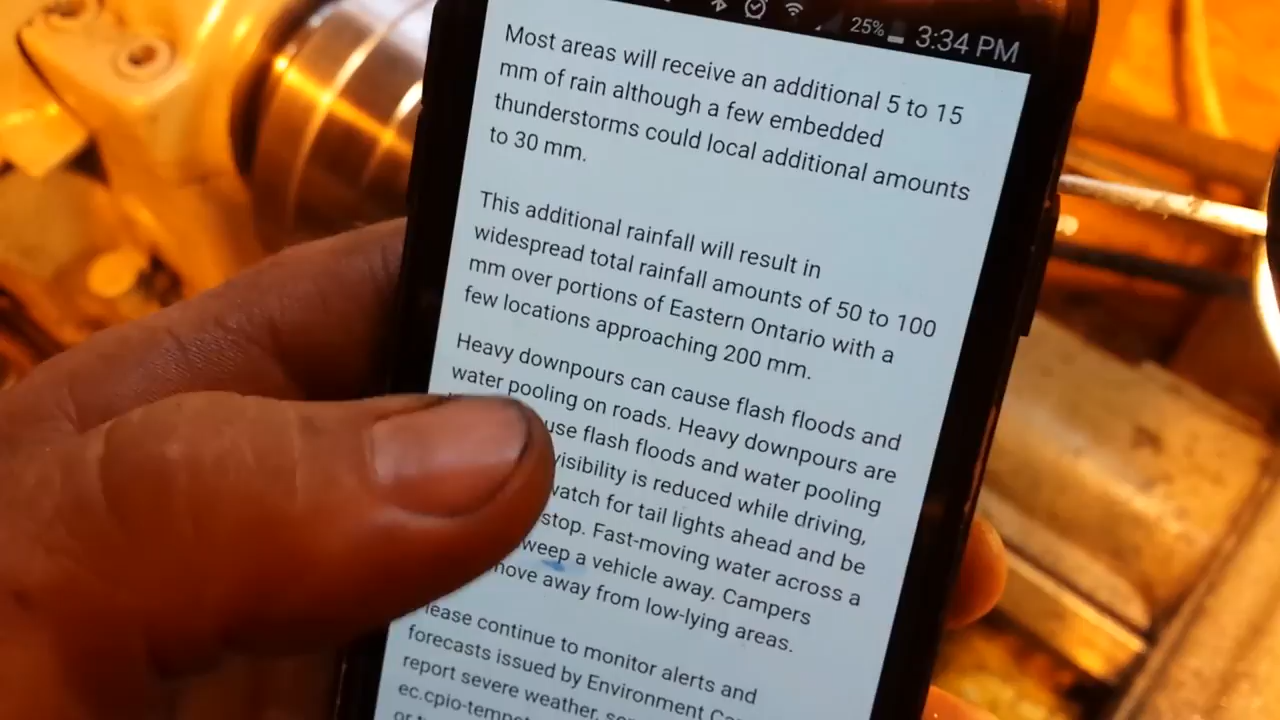 25% 3:34 PM
Most areas will receive an additional 5 to 15
mm of rain although a few embedded
thunderstorms could local additional amounts
to 30 mm.
This additional rainfall will result in
widespread total rainfall amounts of 50 to 100
mm over portions of Eastern Ontario with a
few locations approaching 200 mm.
Heavy downpours can cause flash floods and
water pooling on roads. Heavy downpours are
use flash floods and water pooling
visibility is reduced while driving,
watch for tail lights ahead and be
stop. Fast-moving water across a
sweep a vehicle away. Campers
move away from low-lying areas.
Please continue to monitor alerts and
forecasts issued by Environment
report severe weather,